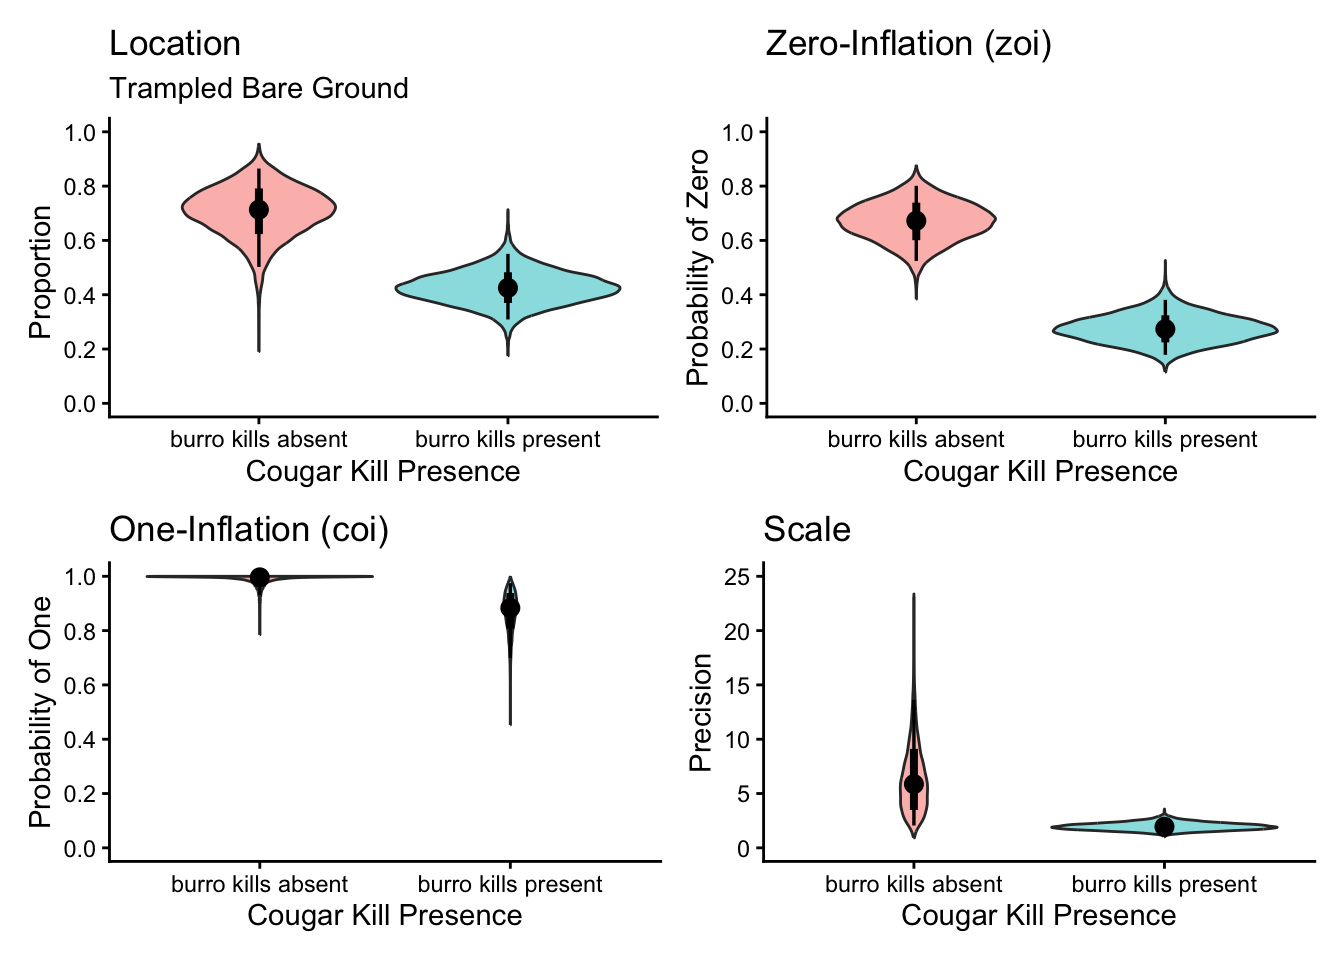 Location
Trampled Bare Ground
Proportion
1.0
0.8
0.6
0.4
0.2
0.0
burro kills absent
burro kills present
Cougar Kill Presence
Zero-Inflation (zoi)
Probability of Zero
1.0
0.8
0.6
0.4
0.2
0.0
burro kills absent
burro kills present
Cougar Kill Presence
One-Inflation (coi)
Probability of One
1.0
0.8
0.6
0.4
0.2
0.0
burro kills absent
burro kills present
Cougar Kill Presence
Scale
Precision
25
20
15
10
5
0
burro kills absent
burro kills present
Cougar Kill Presence